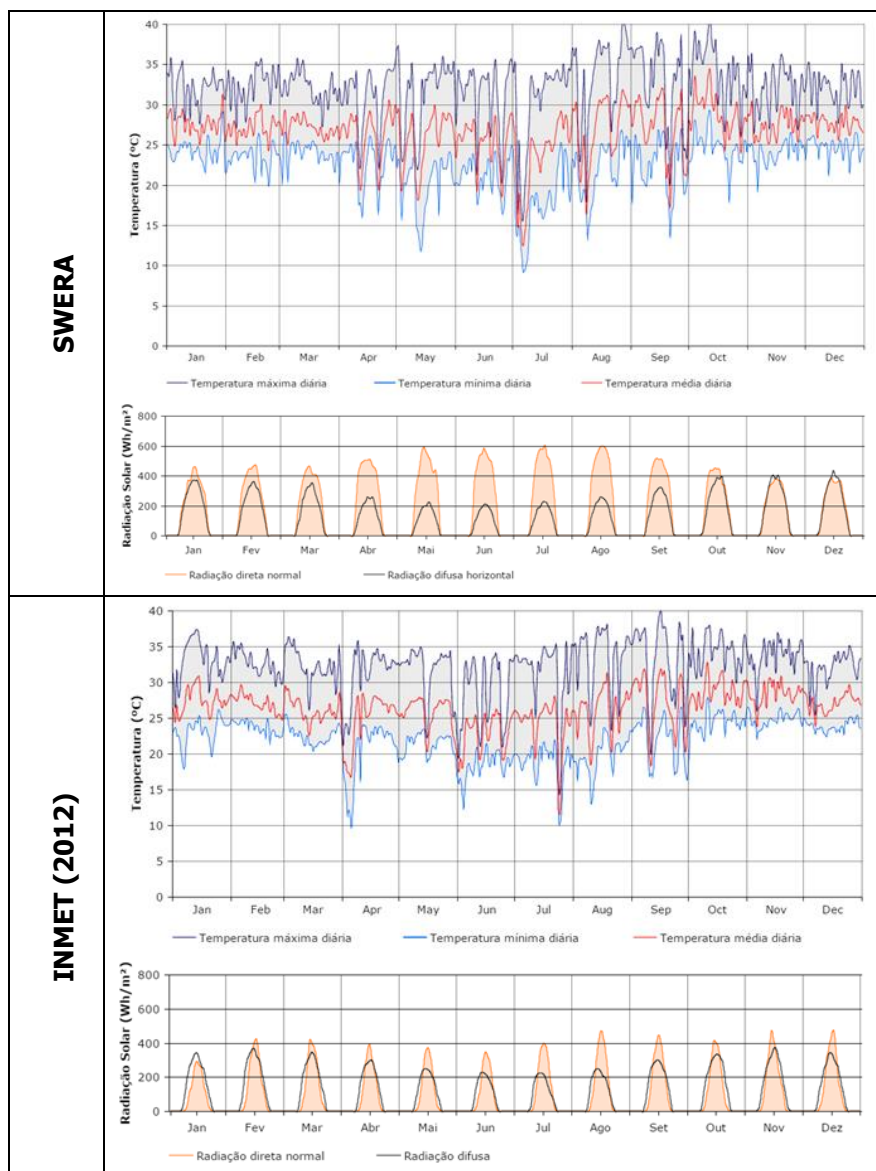 SWERA
Temperatura (ºC)
40
35
30
25
20
15
10
5
0
Jan Feb Mar Apr May Jun Jul Aug Sep Oct Nov Dec
Temperatura máxima diária Temperatura mínima diária Temperatura média diária
Radiação Solar (Wh/m²)
800
600
400
200
0
Jan Fev Mar Abr Mai Jun Jul Ago Set Out Nov Dez
Radiação direta normal Radiação difusa horizontal
INMET (2012)
Temperatura (ºC)
40
35
30
25
20
15
10
5
0
Jan Feb Mar Apr May Jun Jul Aug Sep Oct Nov Dec
Temperatura máxima diária Temperatura mínima diária Temperatura média diária
Radiação Solar (Wh/m²)
800
600
400
200
0
Jan Fev Mar Abr Mai Jun Jul Ago Set Out Nov Dez
Radiação direta normal Radiação difusa